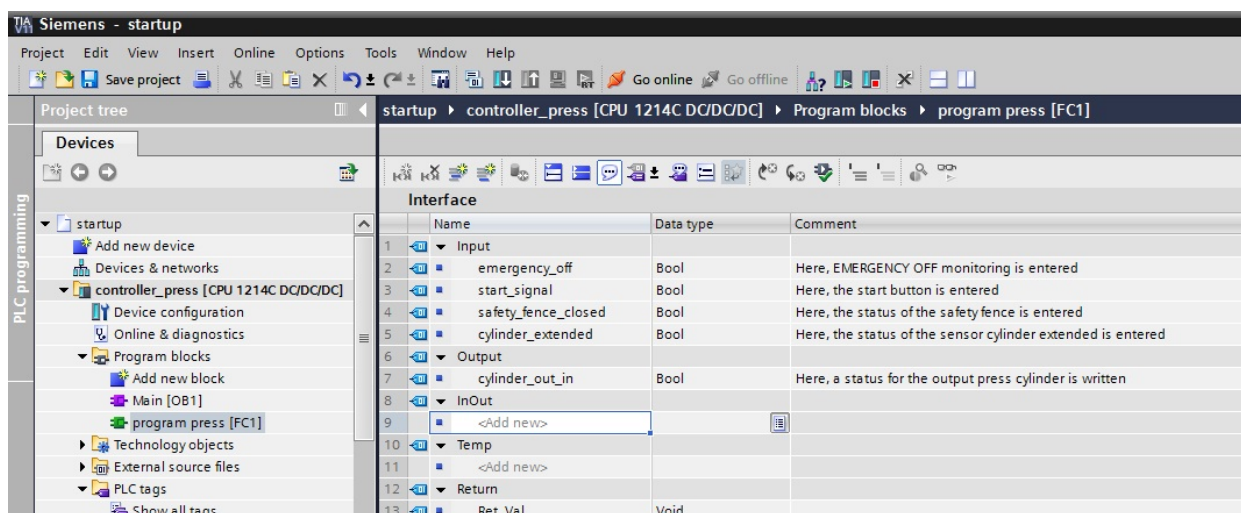 TIA V11 Siemens - startup
Project Edit View Insert Online Options Tools Window Help
Save project Go online Go offline
Project tree
startup controller_press [CPU 1214C DC/DC/DC] Program blocks program press [FC1]
Devices
PLC programming
Interface
Name Data type Comment
startup
Add new device
Devices & networks
controller_press [CPU 1214C DC/DC/DC]
Device configuration
Online & diagnostics
Program blocks
Add new block
Main [OB1]
program press [FC1]
Technology objects
External source files
PLC tags
Show all tags
1 Input
2 emergency_off Bool Here, EMERGENCY OFF monitoring is entered
3 start_signal Bool Here, the start button is entered
4 safety_fence_closed Bool Here, the status of the safety fence is entered
5 cylinder_extended Bool Here, the status of the sensor cylinder extended is entered
6 Output
7 cylinder_out_in Bool Here, a status for the output press cylinder is written
8 InOut
9 <Add new>
10 Temp
11 <Add new>
12 Return
13 Ret_Val Void